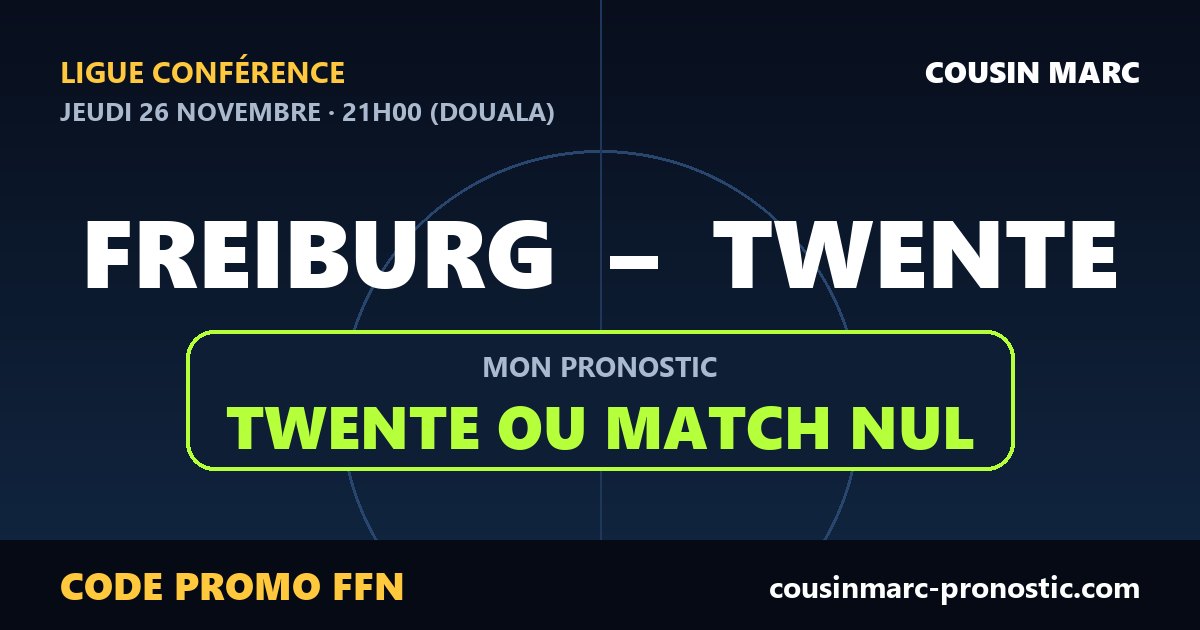 LIGUE CONFÉRENCE
COUSIN MARC
JEUDI 26 NOVEMBRE · 21H00 (DOUALA)
FREIBURG – TWENTE
MON PRONOSTIC
TWENTE OU MATCH NUL
CODE PROMO FFN
cousinmarc-pronostic.com